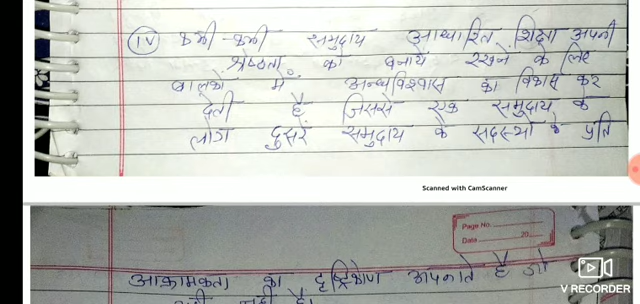 (iv) कभी-कभी समुदाय आधारित शिक्षा अपनी
श्रेष्ठता को बनाये रखने के लिए
बालकों में अन्धविश्वास का विकास कर
देती है जिससे एक समुदाय के
लोग दुसरे समुदाय के सदस्यों के प्रति
Scanned with CamScanner
Page No.
Date 20
आक्रामकता का दृष्टिकोण अपनाते है जो
नही है।
V RECORDER